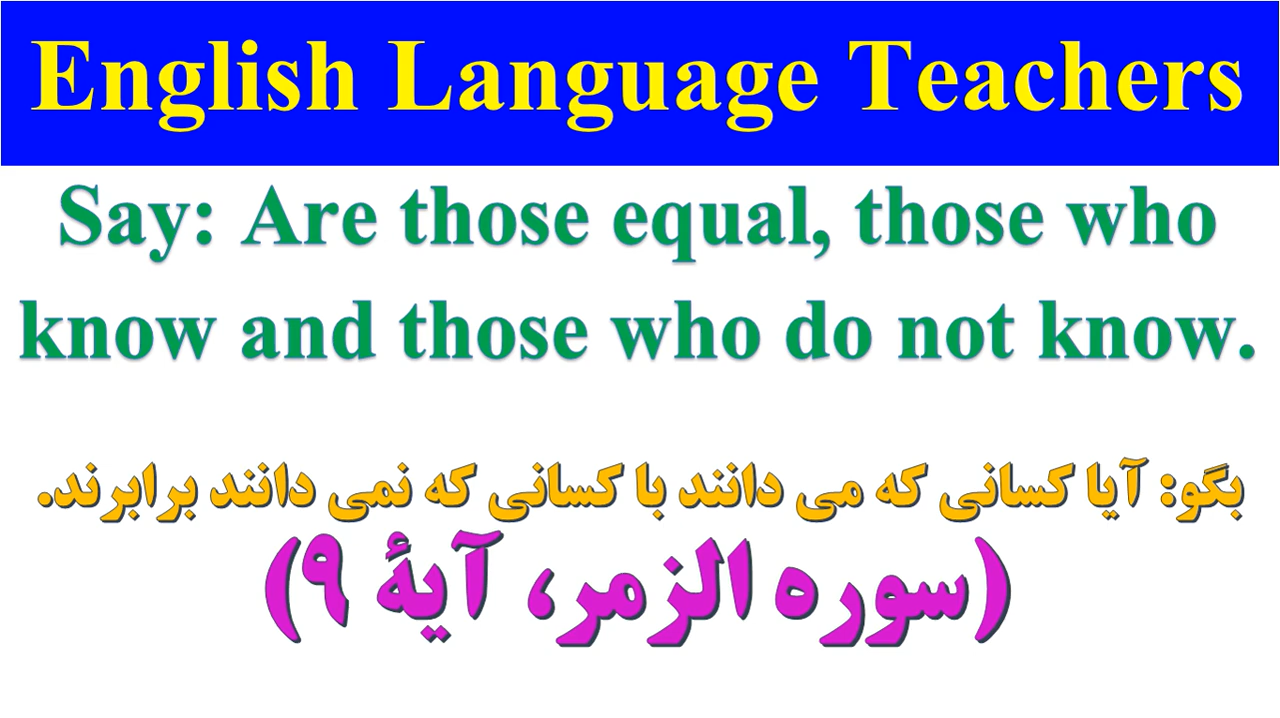 English Language Teachers
Say: Are those equal, those who
know and those who do not know.
بگو: آیا کسانی که می دانند با کسانی که نمی دانند برابرند.
(سوره الزمر، آیۀ ۹)